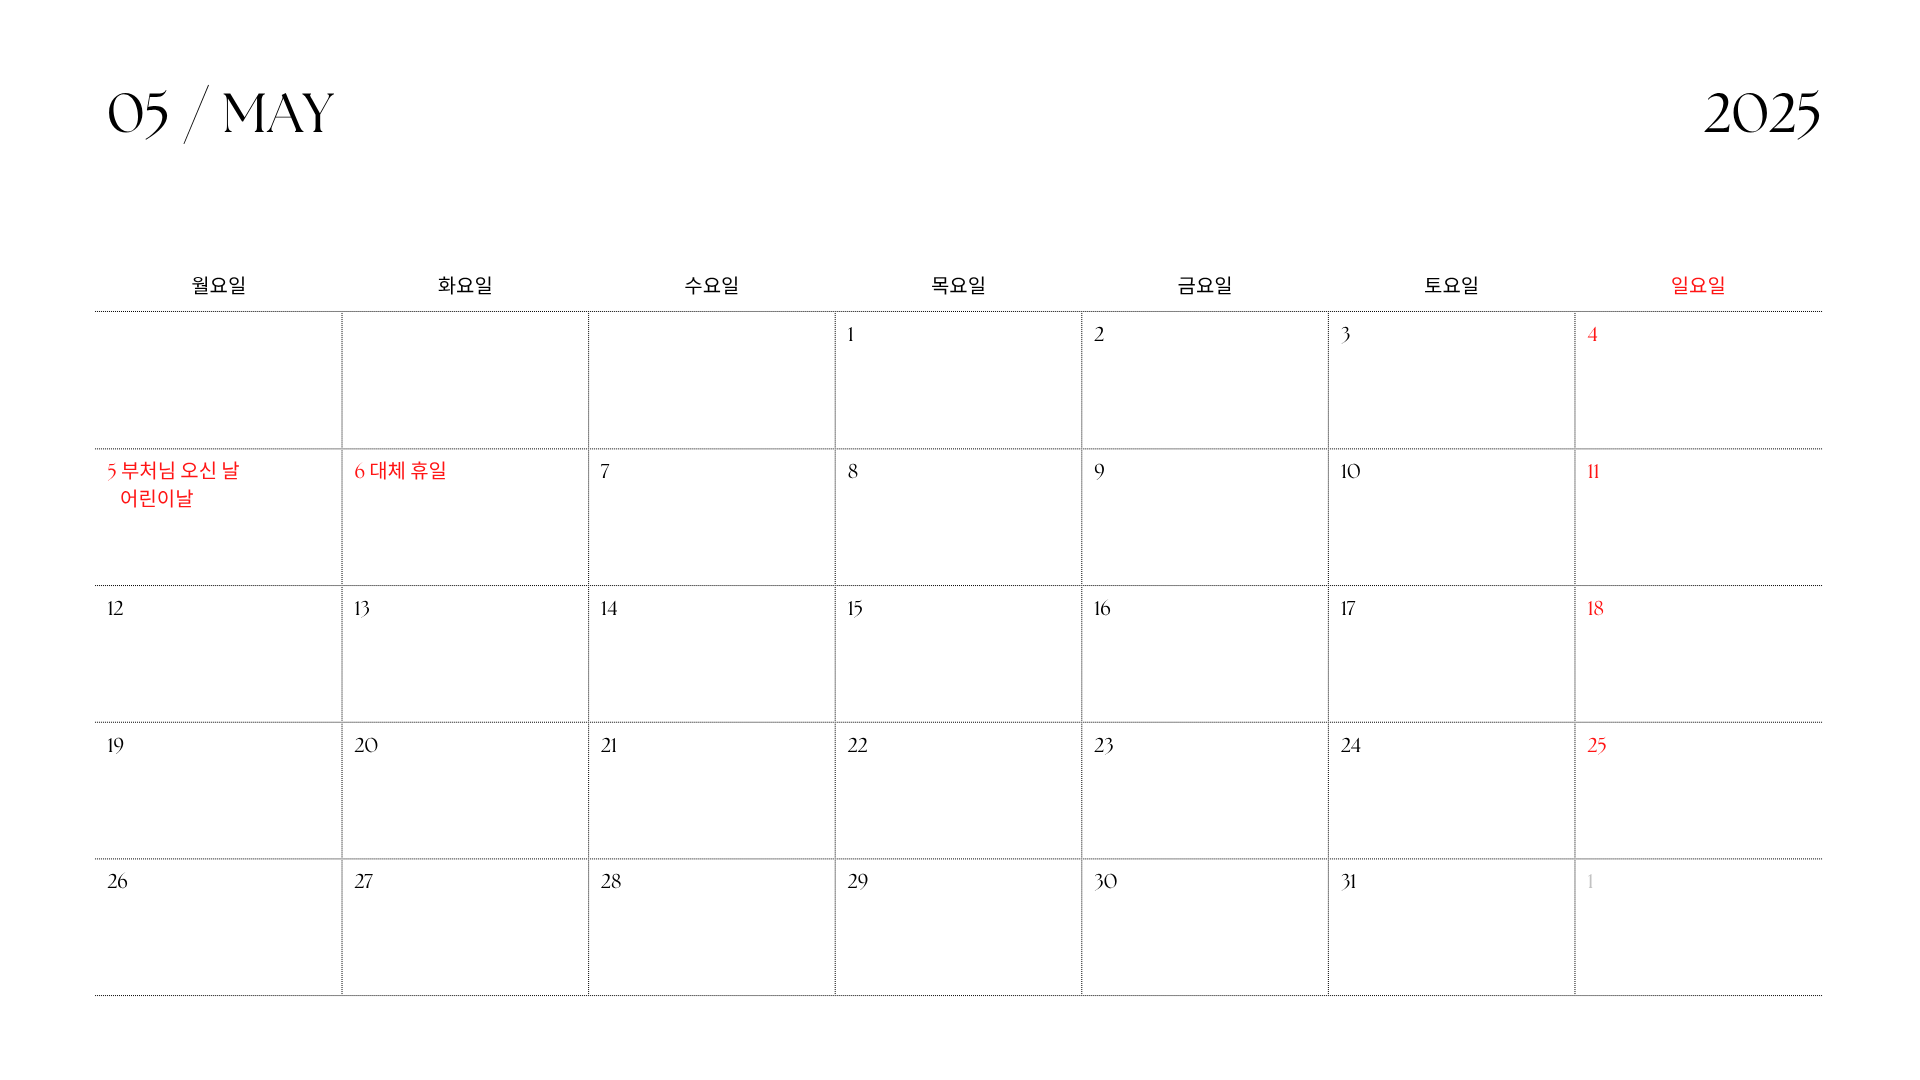 05 / MAY
2025
월요일 화요일 수요일 목요일 금요일 토요일 일요일
1 2 3 4
5 부처님 오신 날 6 대체 휴일 7 8 9 10 11
어린이날
12 13 14 15 16 17 18
19 20 21 22 23 24 25
26 27 28 29 30 31 1